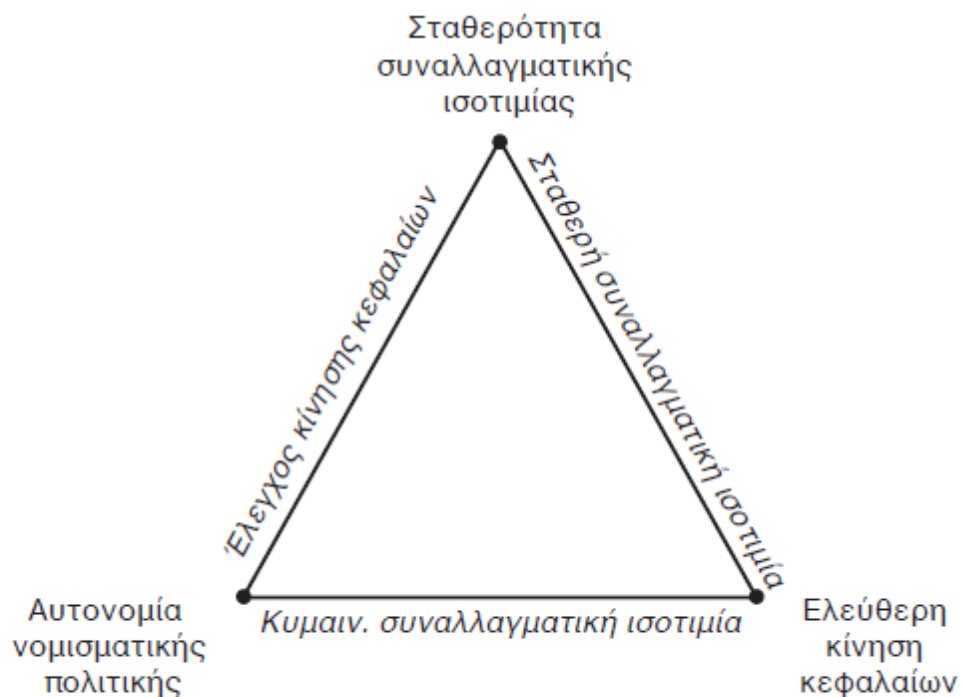 Σταθερότητα
συναλλαγματικής
ισοτιμίας
Έλεγχος κίνησης κεφαλαίων
Σταθερή συναλλαγματική ισοτιμία
Αυτονομία
νομισματικής
πολιτικής
Κυμαιν. συναλλαγματική ισοτιμία
Ελεύθερη
κίνηση
κεφαλαίων